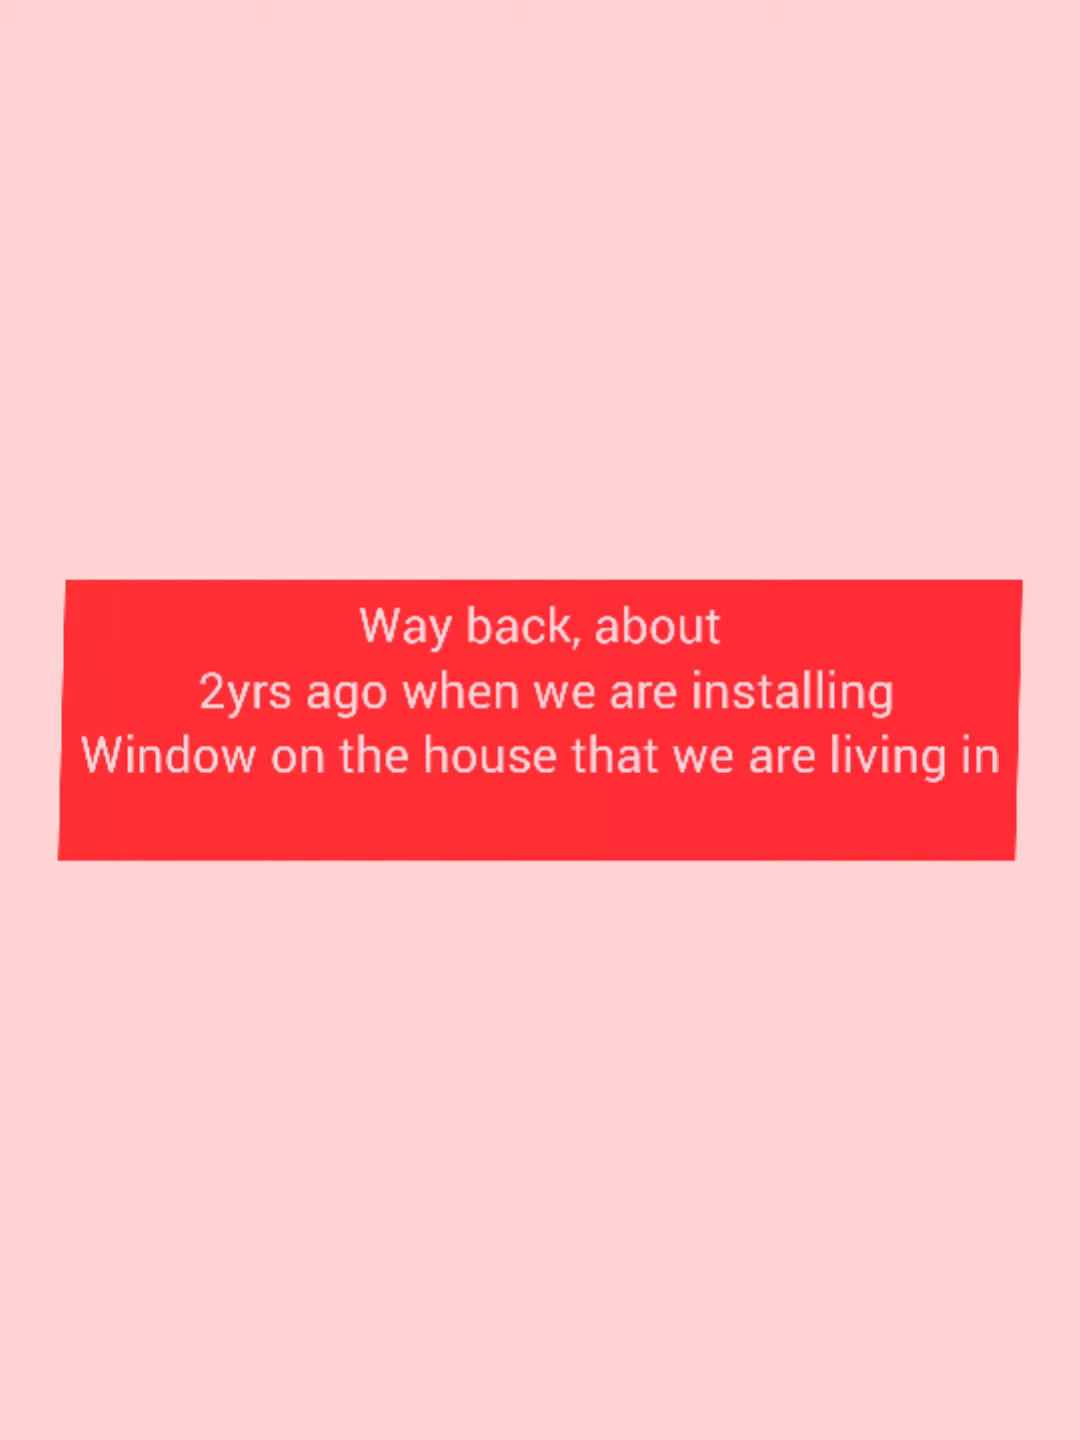 Way back, about
2yrs ago when we are installing
Window on the house that we are living in